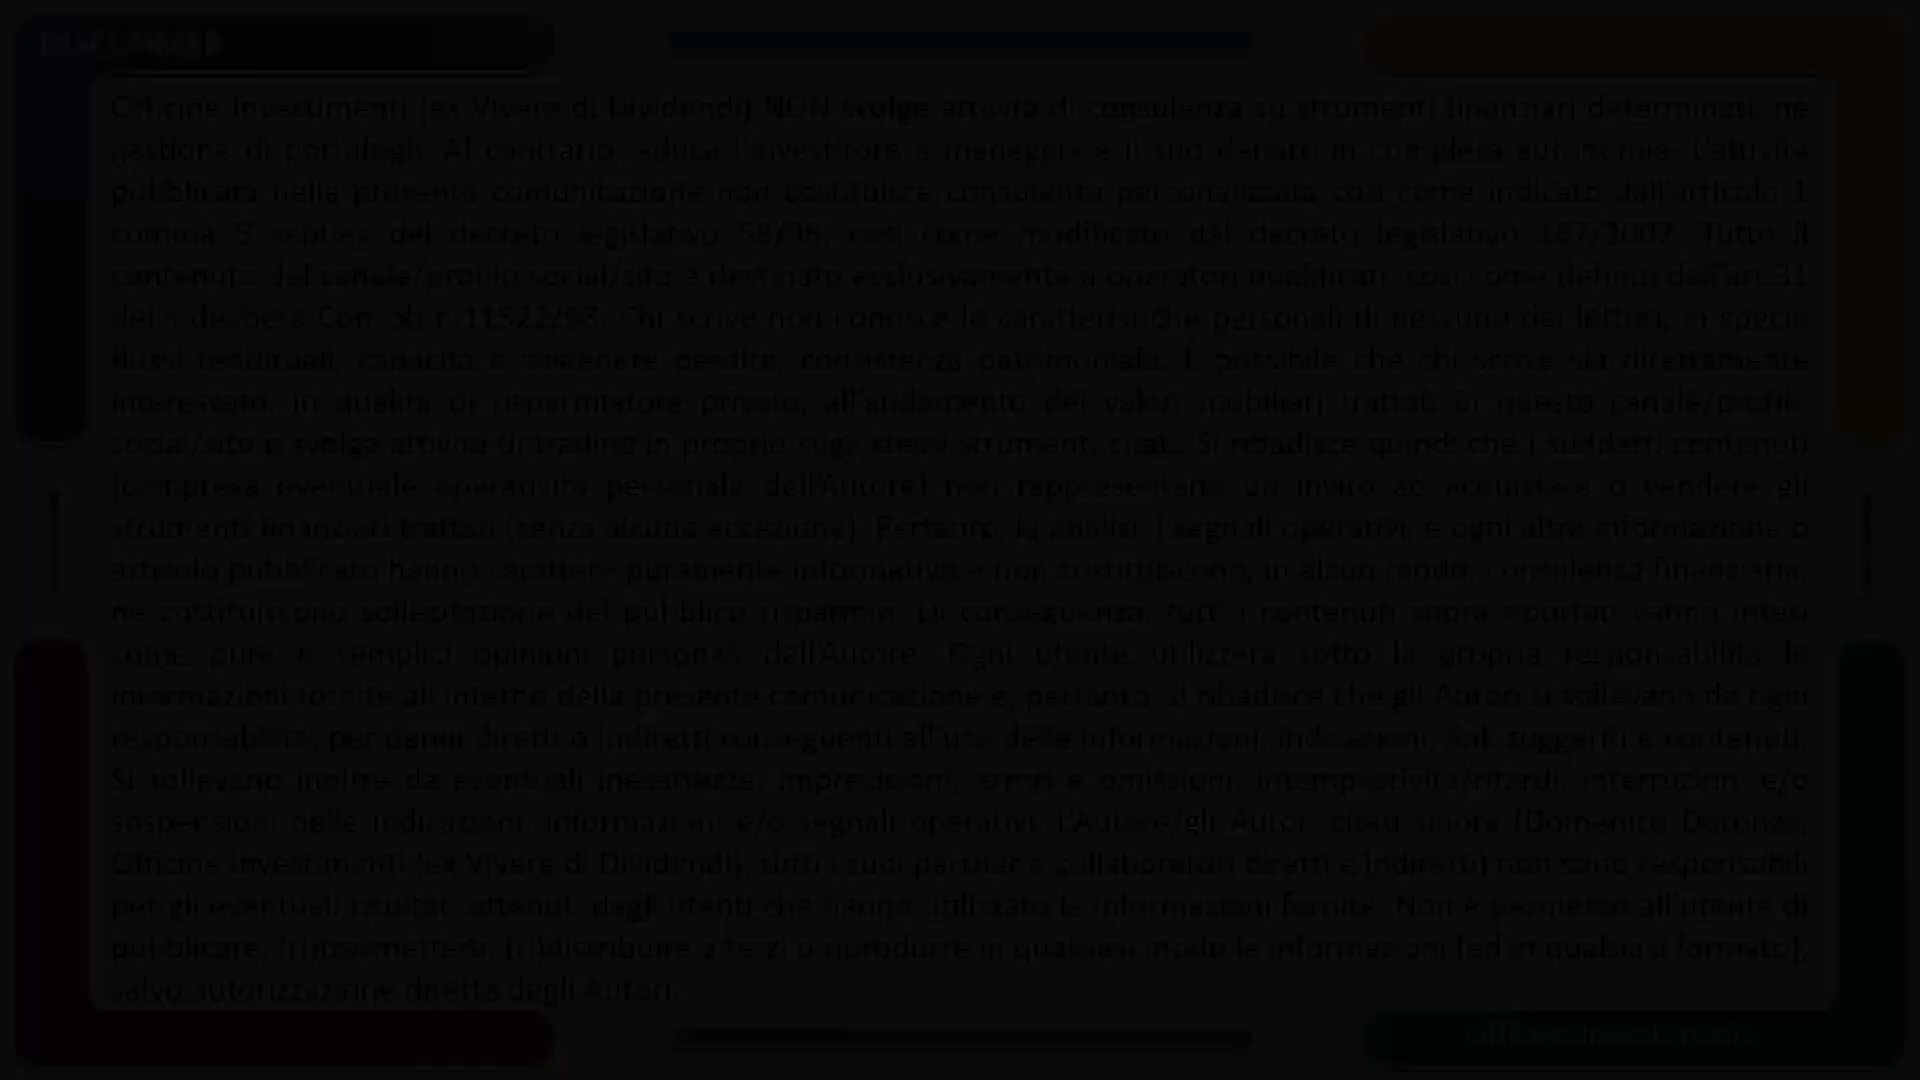 DISCLAIMER
Officine Investimenti (ex Vivere di Dividendi) NON svolge attività di consulenza su strumenti finanziari determinati, né
gestione di portafogli. Al contrario, educa l'investitore a maneggiare il suo denaro in completa autonomia. L'attività
pubblicata nella presente comunicazione non costituisce consulenza personalizzata così come indicato dall'articolo 1
comma 5 septies del decreto legislativo 58/98, così come modificato dal decreto legislativo 167/2007. Tutto il
contenuto del canale/profilo social/sito è destinato esclusivamente a operatori qualificati, così come definiti dall'art.31
della delibera Consob n.11522/98. Chi scrive non conosce le caratteristiche personali di nessuno dei lettori, in specie
flussi reddituali, capacità a sostenere perdite, consistenza patrimoniale. È possibile che chi scrive sia direttamente
interessato, in qualità di risparmiatore privato, all'andamento dei valori mobiliari trattati in questo canale/profilo
social/sito e svolga attività di trading in proprio sugli stessi strumenti citati. Si ribadisce quindi che i suddetti contenuti
(compresa eventuale operatività personale dell'Autore) non rappresentano un invito ad acquistare o vendere gli
strumenti finanziari trattati (senza alcuna eccezione). Pertanto, le analisi, i segnali operativi, e ogni altra informazione o
articolo pubblicato hanno carattere puramente informativo e non costituiscono, in alcun modo, consulenza finanziaria,
né costituiscono sollecitazione del pubblico risparmio. Di conseguenza, tutti i contenuti sopra riportati vanno intesi
come pure e semplici opinioni personali dell'Autore. Ogni utente utilizzerà sotto la propria responsabilità le
informazioni fornite all'interno della presente comunicazione e, pertanto, si ribadisce che gli Autori si sollevano da ogni
responsabilità, per danni diretti o indiretti conseguenti all'uso delle informazioni, indicazioni, link suggeriti e contenuti.
Si sollevano inoltre da eventuali inesattezze, imprecisioni, errori e omissioni, intempestività/ritardi, interruzioni e/o
sospensioni nelle indicazioni, informazioni e/o segnali operativi. L'Autore/gli Autori citati sinora (Domenico Deconzo,
Officine Investimenti (ex Vivere di Dividendi), tutti i suoi partner e collaboratori diretti e indiretti) non sono responsabili
per gli eventuali risultati ottenuti dagli utenti che hanno utilizzato le informazioni fornite. Non è permesso all'utente di
pubblicare, (ri)trasmettere, (re)distribuire a terzi o riprodurre in qualsiasi modo le informazioni (ed in qualsiasi formato),
salvo autorizzazione diretta degli Autori